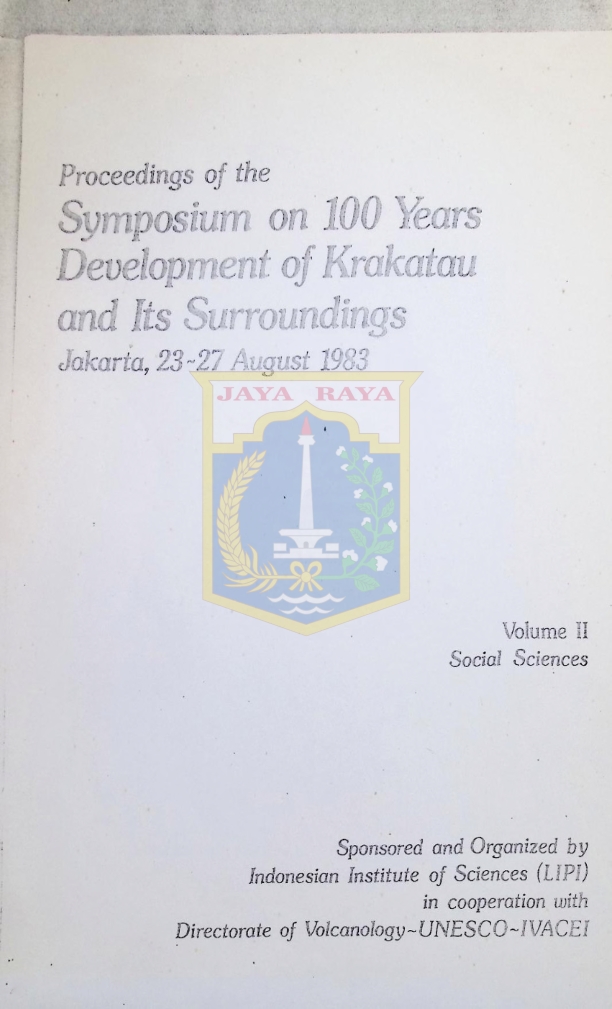 Proceedings of the
Symposium on 100 Years
Development of Krakatau
and Its Surroundings
Jakarta, 23~27 August 1983
JAYA RAYA
Volume II
Social Sciences
Sponsored and Organized by
Indonesian Institute of Sciences (LIPI)
in cooperation with
Directorate of Volcanology~UNESCO~IVACEI